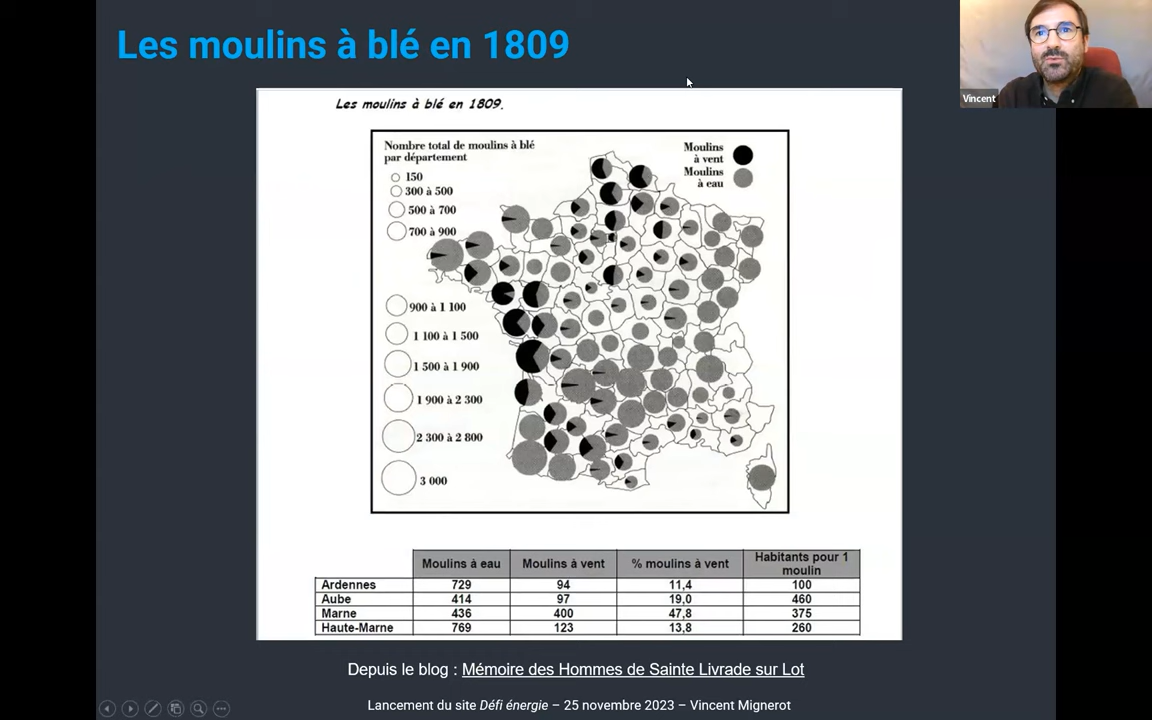 Les moulins à blé en 1809
Vincent
Les moulins à blé en 1809.
Nombre total de moulins à blé
par département
150
300 à 500
500 à 700
700 à 900
900 à 1 100
1 100 à 1 500
1 500 à 1 900
1 900 à 2 300
2 300 à 2 800
3 000
Moulins
à vent
Moulins
à eau
Moulins à eau Moulins à vent % moulins à vent Habitants pour 1 moulin
Ardennes 729 94 11,4 100
Aube 414 97 19,0 460
Marne 436 400 47,8 375
Haute-Marne 769 123 13,8 260
Depuis le blog : Mémoire des Hommes de Sainte Livrade sur Lot
Lancement du site Défi énergie – 25 novembre 2023 – Vincent Mignerot